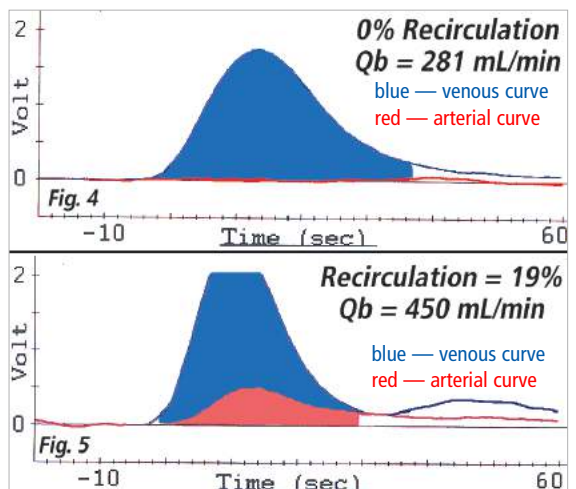 2
0% Recirculation
Qb = 281 mL/min
blue — venous curve
red — arterial curve
Volt
0
Fig. 4
-10
Time (sec)
60
2
Recirculation = 19%
Qb = 450 mL/min
blue — venous curve
red — arterial curve
Volt
0
Fig. 5
-10
Time (sec)
60